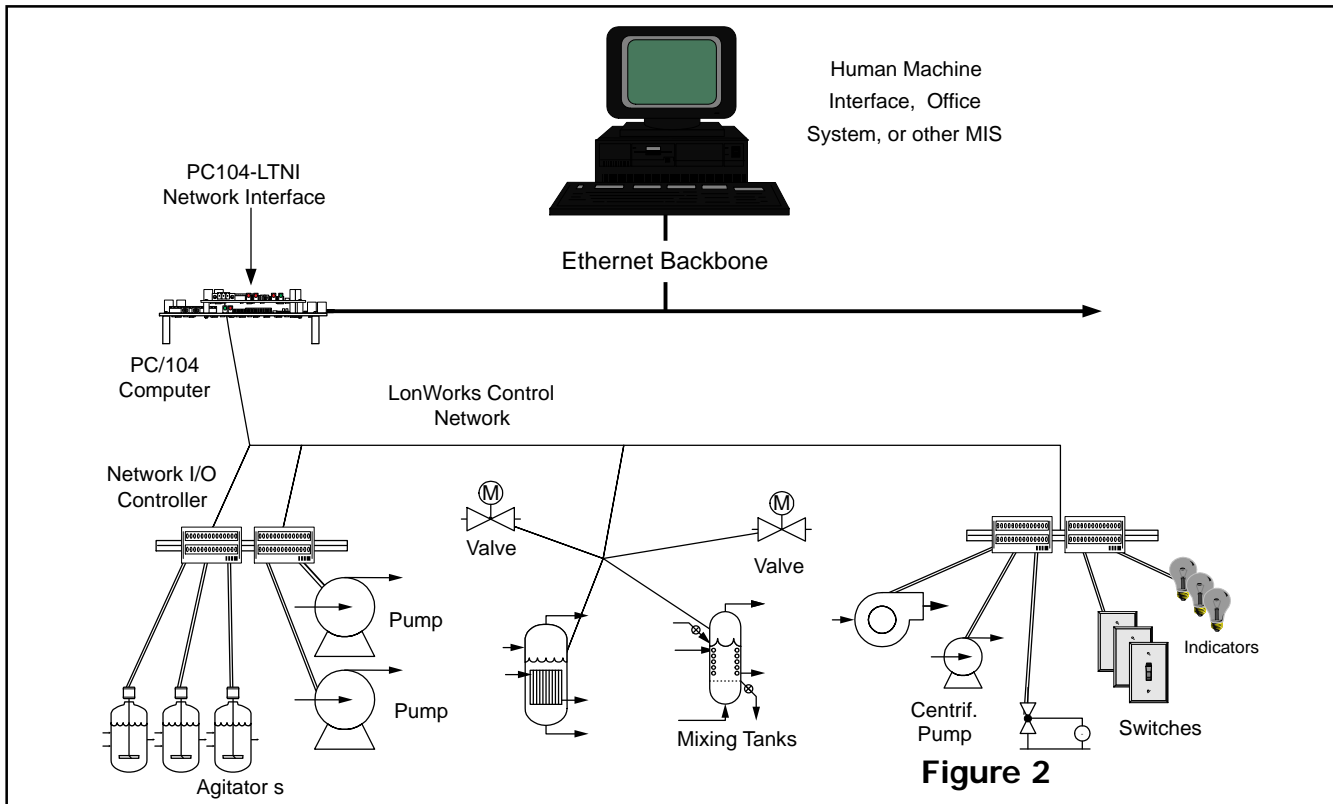 Human Machine
Interface, Office
System, or other MIS
PC104-LTNI
Network Interface
Ethernet Backbone
PC/104
Computer
LonWorks Control
Network
Network I/O
Controller
M
Valve
M
Valve
Pump
Pump
Agitator s
Mixing Tanks
Centrif.
Pump
Switches
Indicators
Figure 2